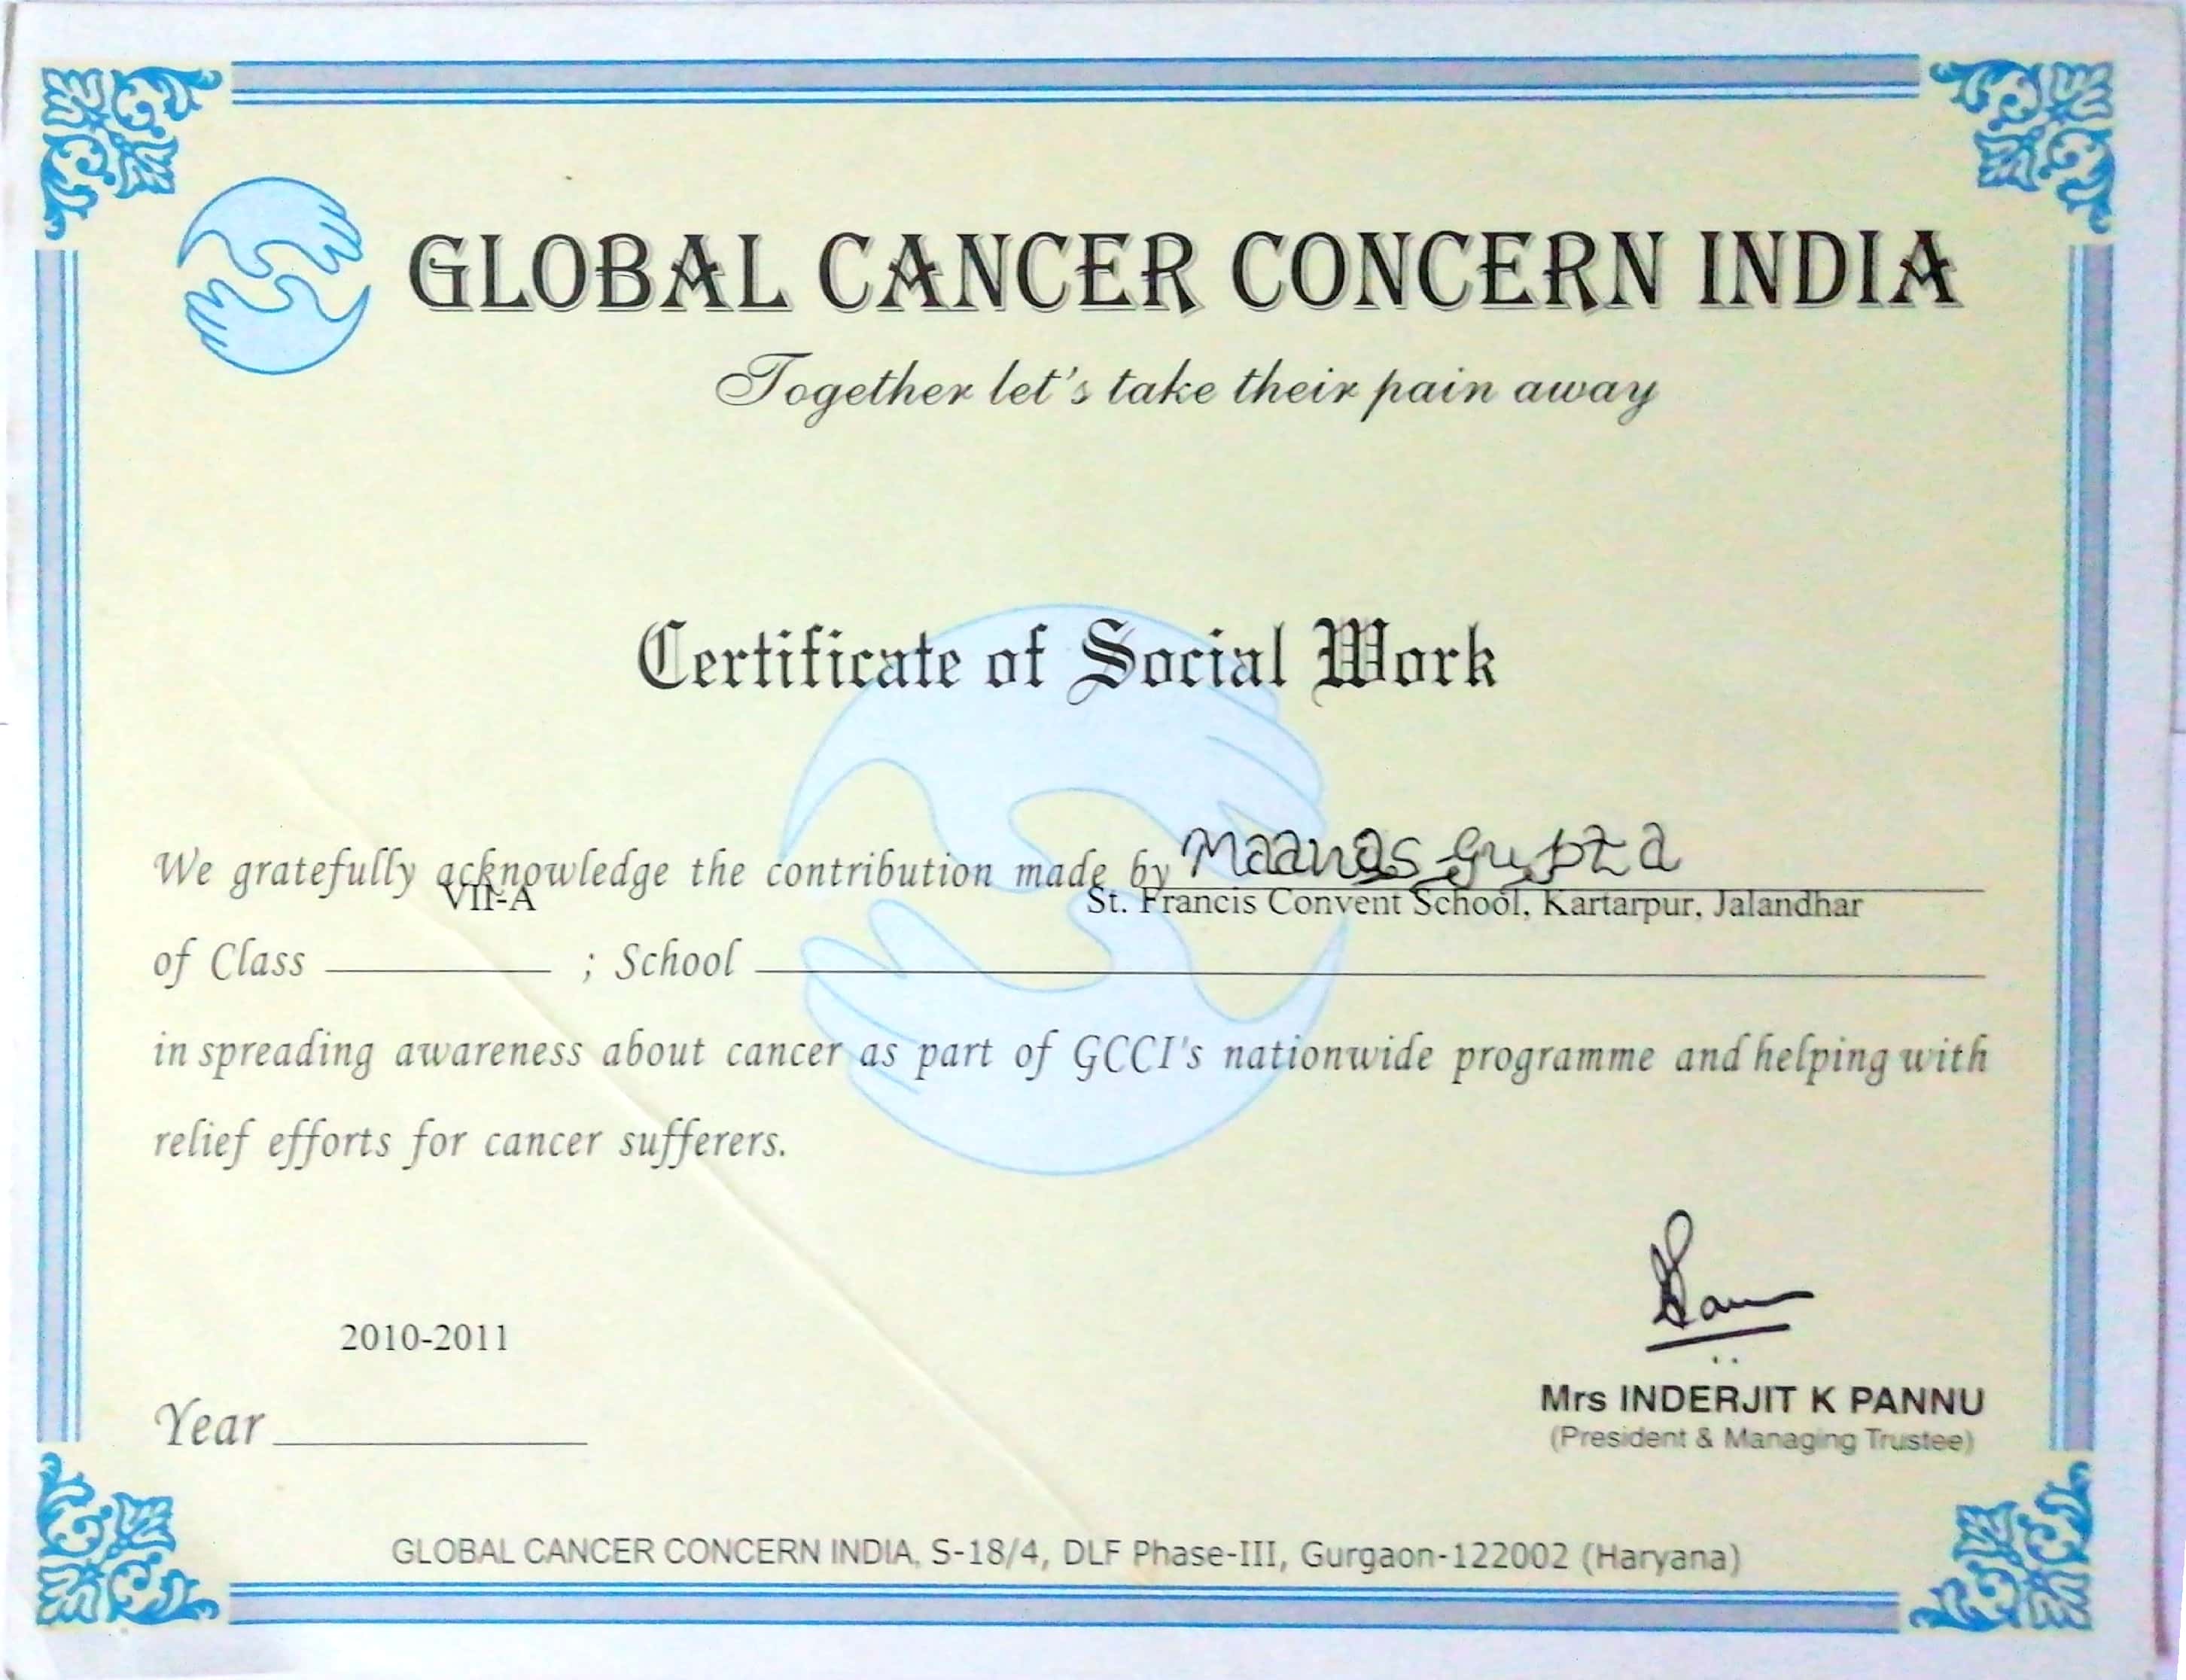 GLOBAL CANCER CONCERN INDIA
Together let's take their pain away
Certificate of Social Work
We gratefully acknowledge the contribution made by Maanas Gupta
of Class VII-A ; School St. Francis Convent School, Kartarpur, Jalandhar
in spreading awareness about cancer as part of GCCI's nationwide programme and helping with
relief efforts for cancer sufferers.
2010-2011
Year
Mrs INDERJIT K PANNU
(President & Managing Trustee)
GLOBAL CANCER CONCERN INDIA, S-18/4, DLF Phase-III, Gurgaon-122002 (Haryana)